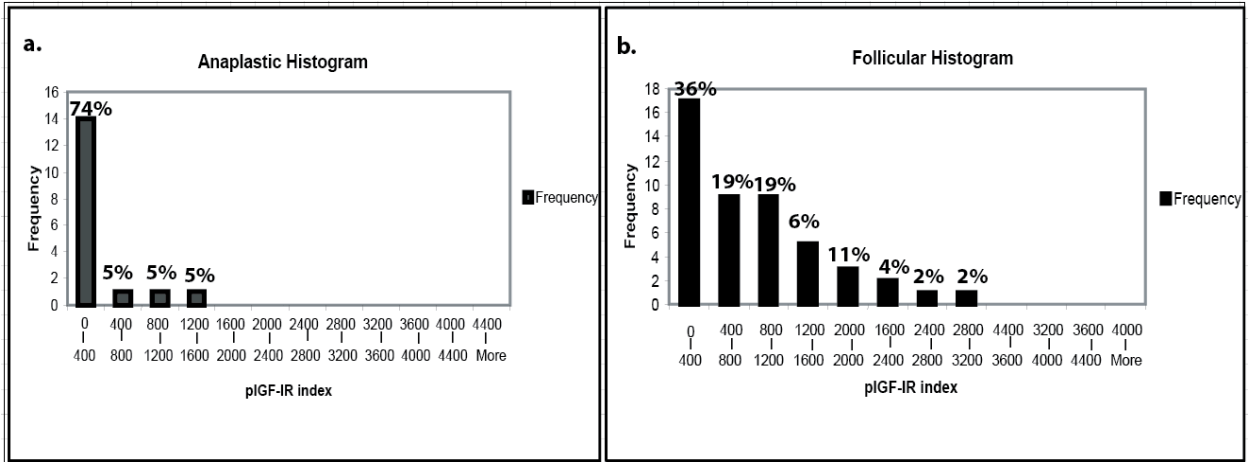 a.
Anaplastic Histogram
16
14
12
10
8
6
4
2
0
Frequency
74%
5% 5% 5%
Frequency
0 400 800 1200 1600 2000 2400 2800 3200 3600 4000 4400
| | | | | | | | | | | |
400 800 1200 1600 2000 2400 2800 3200 3600 4000 4400 More
pIGF-IR index
b.
Follicular Histogram
18
16
14
12
10
8
6
4
2
0
Frequency
36%
19% 19%
6%
11%
4%
2% 2%
Frequency
0 400 800 1200 2000 1600 2400 2800 4400 3200 3600 4000
| | | | | | | | | | | |
400 800 1200 1600 2000 2400 2800 3200 3600 4000 4400 More
pIGF-IR index